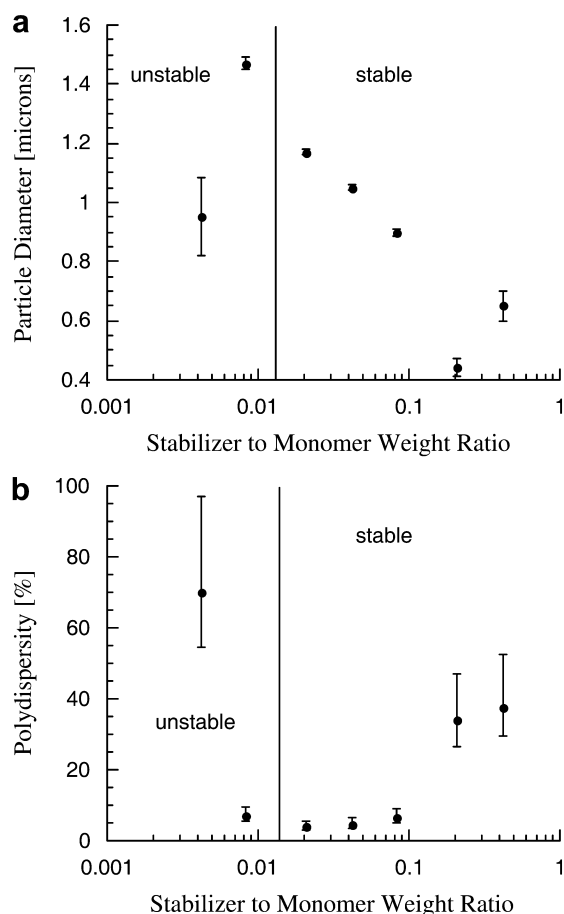 a
1.6
1.4
1.2
1
0.8
0.6
0.4
Particle Diameter [microns]
unstable
stable
0.001
0.01
0.1
1
Stabilizer to Monomer Weight Ratio
b
100
80
60
40
20
0
Polydispersity [%]
stable
unstable
0.001
0.01
0.1
1
Stabilizer to Monomer Weight Ratio